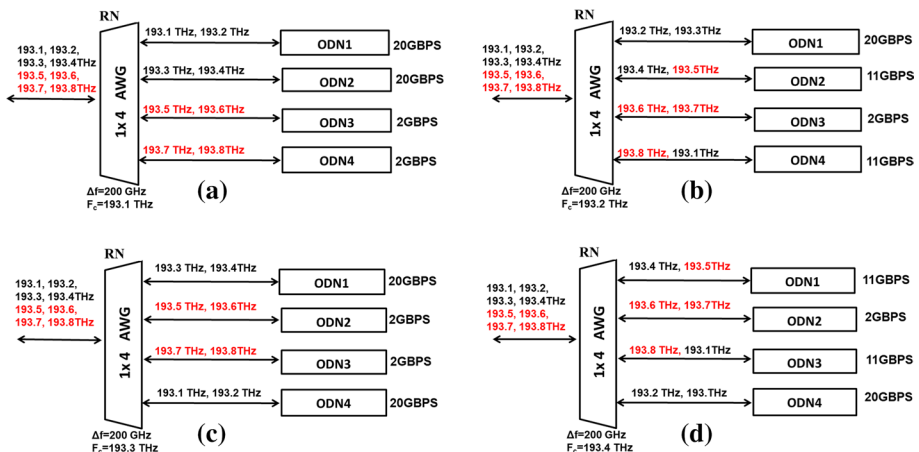 RN
193.1, 193.2,
193.3, 193.4THz
193.5, 193.6,
193.7, 193.8THz
1x 4 AWG
193.1 THz, 193.2 THz
ODN1
20GBPS
193.3 THz, 193.4THz
ODN2
20GBPS
193.5 THz, 193.6THz
ODN3
2GBPS
193.7 THz, 193.8THz
ODN4
2GBPS
(a)
Δf=200 GHz
Fc=193.1 THz
RN
193.1, 193.2,
193.3, 193.4THz
193.5, 193.6,
193.7, 193.8THz
1x 4 AWG
193.2 THz, 193.3THz
ODN1
20GBPS
193.4 THz, 193.5THz
ODN2
11GBPS
193.6 THz, 193.7THz
ODN3
2GBPS
193.8 THz, 193.1THz
ODN4
11GBPS
(b)
Δf=200 GHz
Fc=193.2 THz
RN
193.1, 193.2,
193.3, 193.4THz
193.5, 193.6,
193.7, 193.8THz
1x 4 AWG
193.3 THz, 193.4THz
ODN1
20GBPS
193.5 THz, 193.6THz
ODN2
2GBPS
193.7 THz, 193.8THz
ODN3
2GBPS
193.1 THz, 193.2 THz
ODN4
20GBPS
(c)
Δf=200 GHz
Fc=193.3 THz
RN
193.1, 193.2,
193.3, 193.4THz
193.5, 193.6,
193.7, 193.8THz
1x 4 AWG
193.4 THz, 193.5THz
ODN1
11GBPS
193.6 THz, 193.7THz
ODN2
2GBPS
193.8 THz, 193.1THz
ODN3
11GBPS
193.2 THz, 193.THz
ODN4
20GBPS
(d)
Δf=200 GHz
Fc=193.4 THz